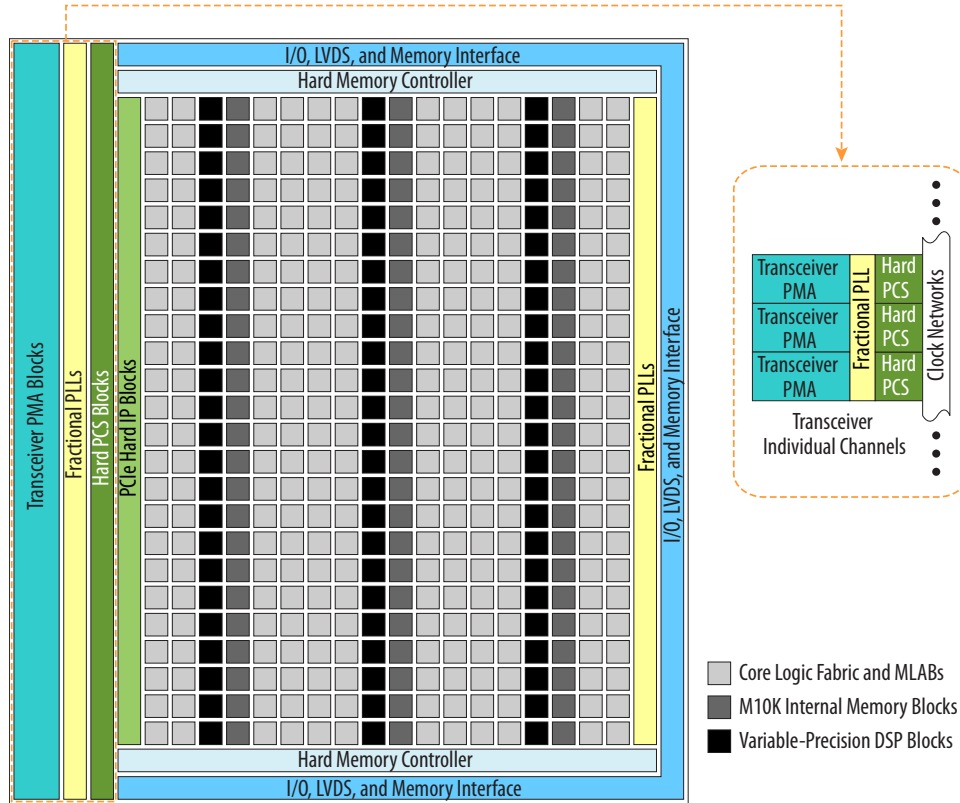 I/O, LVDS, and Memory Interface
Hard Memory Controller
Transceiver PMA Blocks
Fractional PLLs
Hard PCS Blocks
PCIe Hard IP Blocks
Fractional PLLs
I/O, LVDS, and Memory Interface
Hard Memory Controller
I/O, LVDS, and Memory Interface
Transceiver
PMA
Transceiver
PMA
Transceiver
PMA
Fractional PLL
Hard
PCS
Hard
PCS
Hard
PCS
Clock Networks
Transceiver
Individual Channels
Core Logic Fabric and MLABs
M10K Internal Memory Blocks
Variable-Precision DSP Blocks